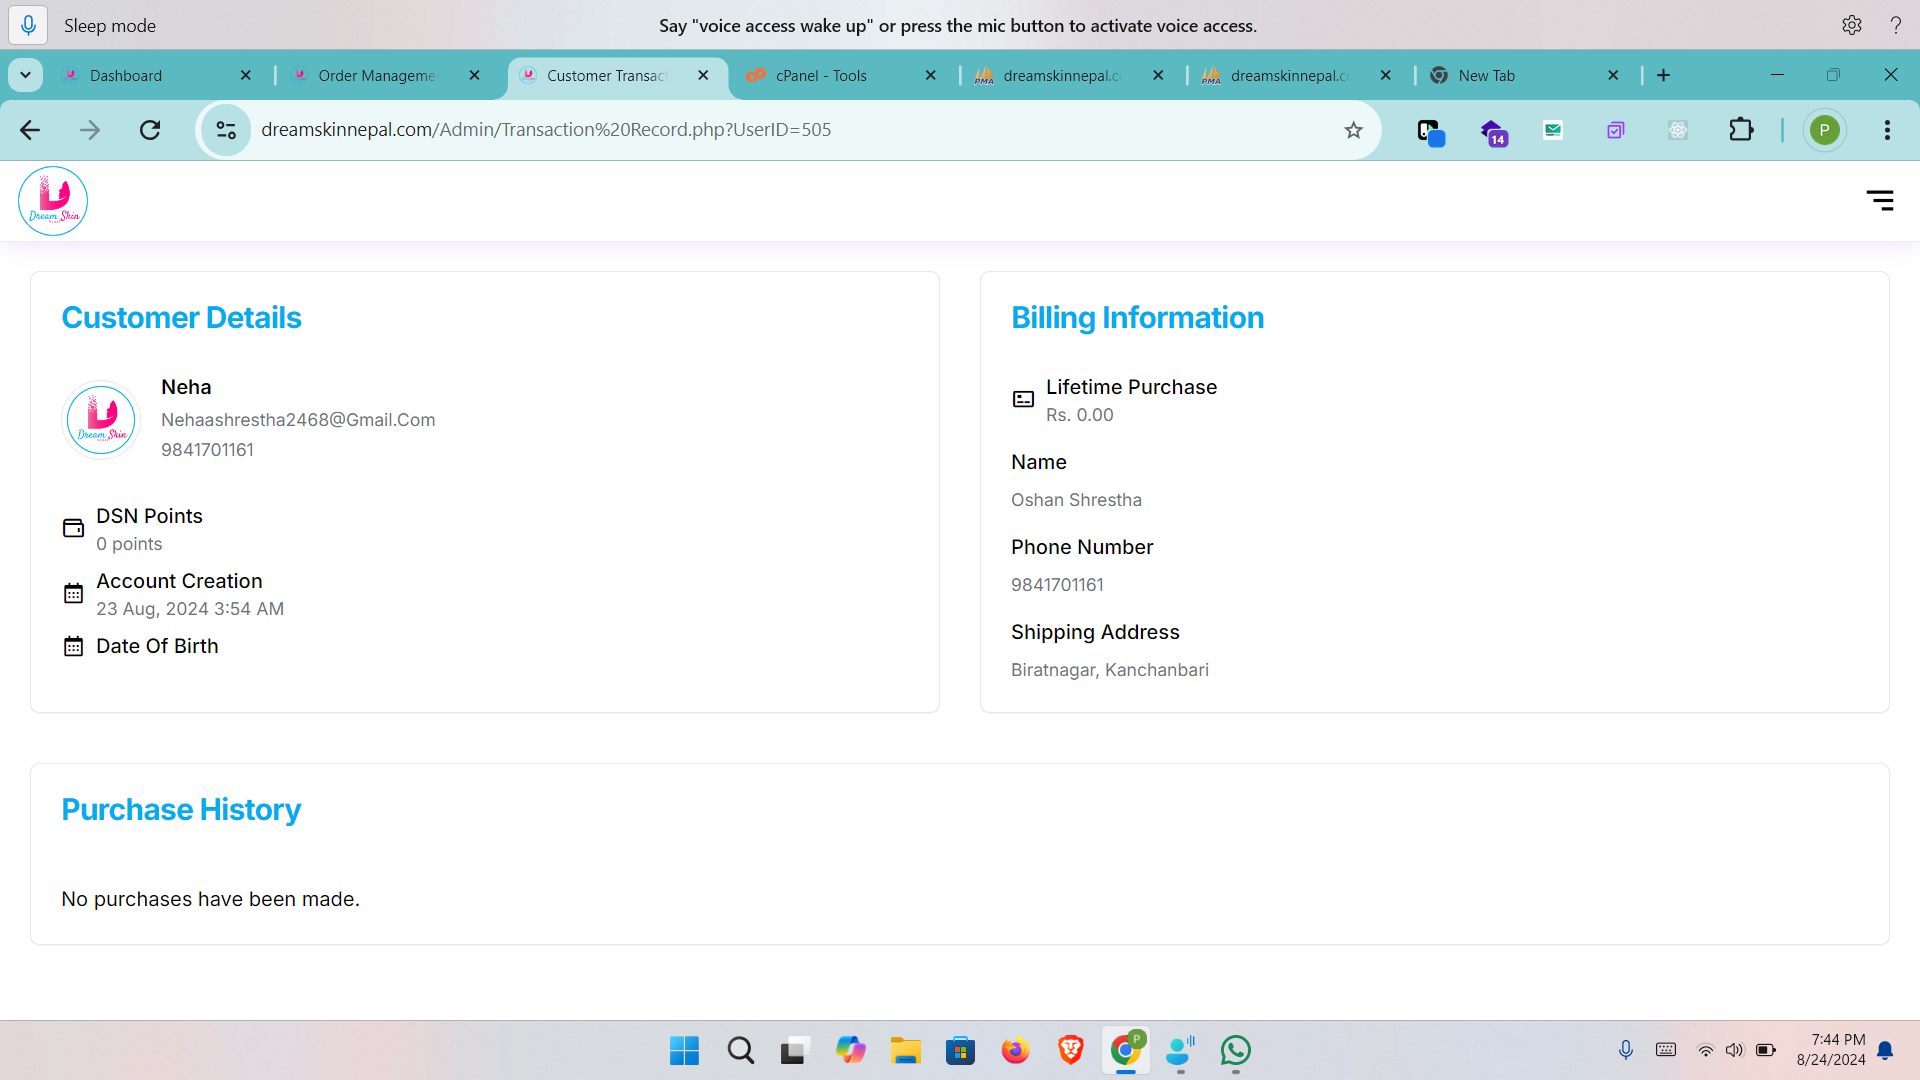 Sleep mode
Say "voice access wake up" or press the mic button to activate voice access.
Dashboard
Order Manageme
Customer Transac
cPanel - Tools
dreamskinnepal.c
dreamskinnepal.c
New Tab
dreamskinnepal.com/Admin/Transaction%20Record.php?UserID=505
14
P
Dream Skin
Customer Details
Neha
Nehaashrestha2468@Gmail.Com
9841701161
Dream Skin
DSN Points
0 points
Account Creation
23 Aug, 2024 3:54 AM
Date Of Birth
Billing Information
Lifetime Purchase
Rs. 0.00
Name
Oshan Shrestha
Phone Number
9841701161
Shipping Address
Biratnagar, Kanchanbari
Purchase History
No purchases have been made.
P
7:44 PM
8/24/2024